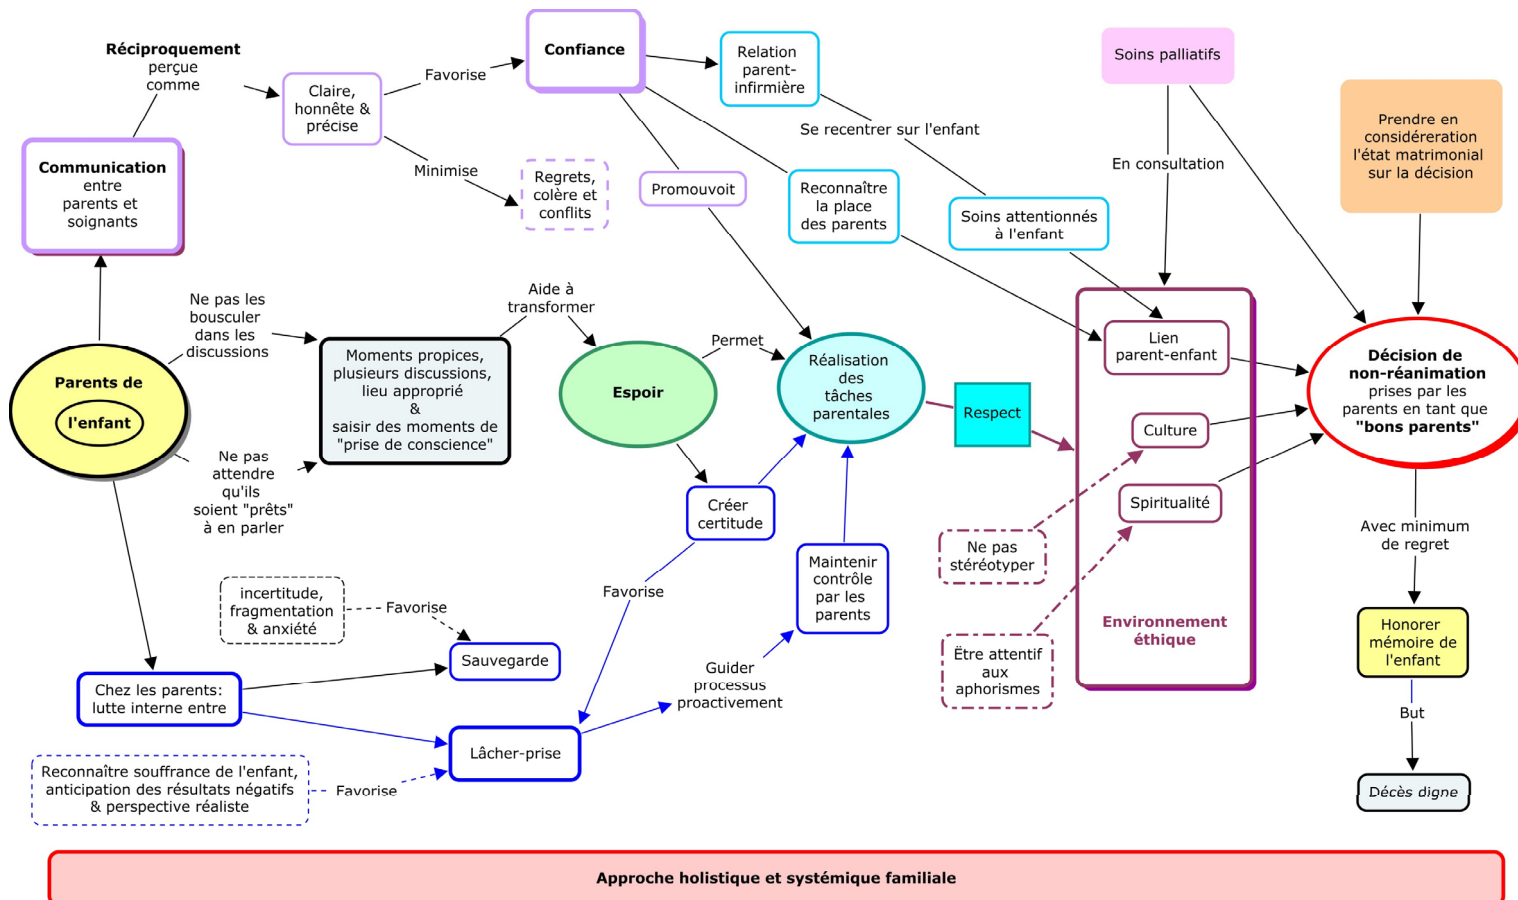 Réciproquement
perçue
comme
Claire,
honnête &
précise
Favorise
Confiance
Relation
parent-
infirmière
Soins palliatifs
Prendre en
considéreration
l'état matrimonial
sur la décision
Communication
entre
parents et
soignants
Minimise
Regrets,
colère et
conflits
Promouvoit
Se recentrer sur l'enfant
Reconnaître
la place
des parents
Soins attentionnés
à l'enfant
En consultation
Ne pas les
bousculer
dans les
discussions
Aide à
transformer
Parents de
l'enfant
Moments propices,
plusieurs discussions,
lieu approprié
&
saisir des moments de
"prise de conscience"
Espoir
Permet
Réalisation
des
tâches
parentales
Respect
Lien
parent-enfant
Culture
Spiritualité
Décision de
non-réanimation
prises par les
parents en tant que
"bons parents"
Ne pas
attendre
qu'ils
soient "prêts"
à en parler
Créer
certitude
Ne pas
stéréotyper
Avec minimum
de regret
incertitude,
fragmentation
& anxiété
Favorise
Sauvegarde
Favorise
Maintenir
contrôle
par les
parents
Environnement
éthique
Honorer
mémoire de
l'enfant
Chez les parents:
lutte interne entre
Guider
processus
proactivement
Ëtre attentif
aux
aphorismes
But
Lâcher-prise
Reconnaître souffrance de l'enfant,
anticipation des résultats négatifs
& perspective réaliste
Favorise
Décès digne
Approche holistique et systémique familiale